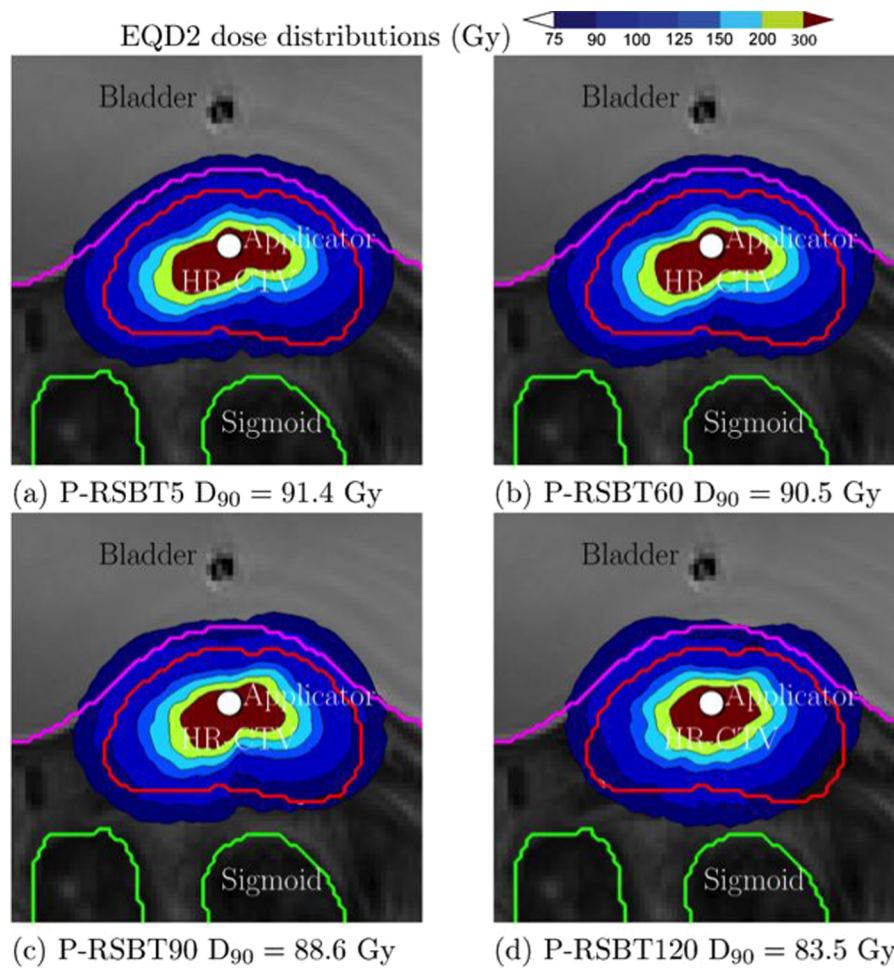 EQD2 dose distributions (Gy)
75 90 100 125 150 200 300
Bladder
Applicator
HR-CTV
Sigmoid
Bladder
Applicator
HR-CTV
Sigmoid
(a) P-RSBT5 D90 = 91.4 Gy
(b) P-RSBT60 D90 = 90.5 Gy
Bladder
Applicator
HR-CTV
Sigmoid
Bladder
Applicator
HR-CTV
Sigmoid
(c) P-RSBT90 D90 = 88.6 Gy
(d) P-RSBT120 D90 = 83.5 Gy